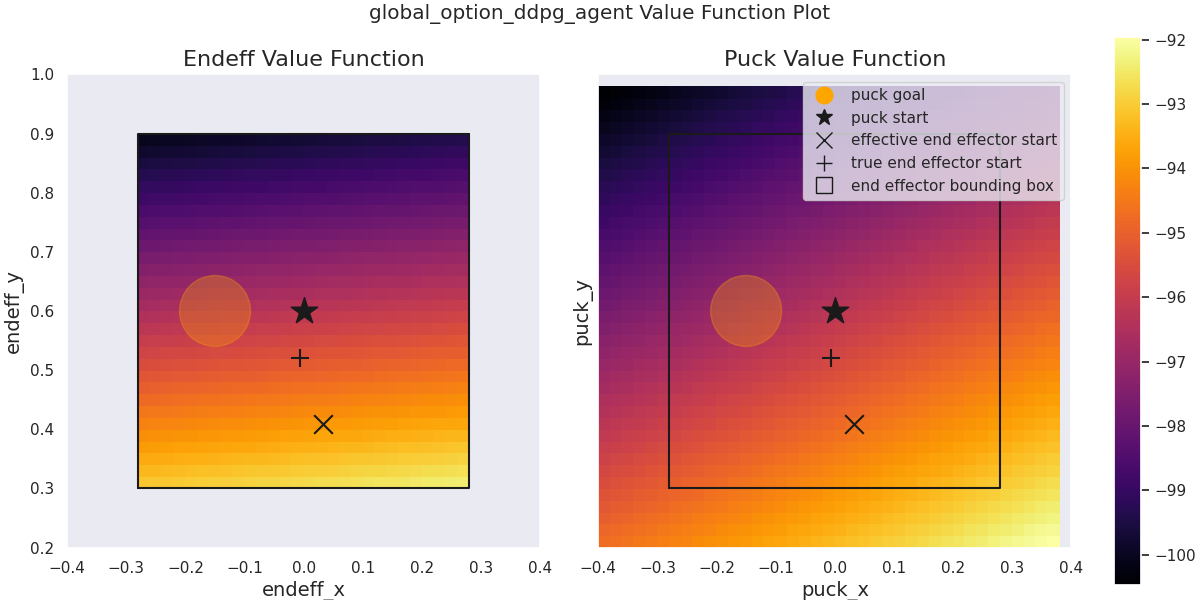 global_option_ddpg_agent Value Function Plot
Endeff Value Function
endeff_y
1.0
0.9
0.8
0.7
0.6
0.5
0.4
0.3
0.2
−0.4 −0.3 −0.2 −0.1 0.0 0.1 0.2 0.3 0.4
endeff_x
Puck Value Function
puck goal
puck start
effective end effector start
true end effector start
end effector bounding box
puck_y
−0.4 −0.3 −0.2 −0.1 0.0 0.1 0.2 0.3 0.4
puck_x
−92
−93
−94
−95
−96
−97
−98
−99
−100